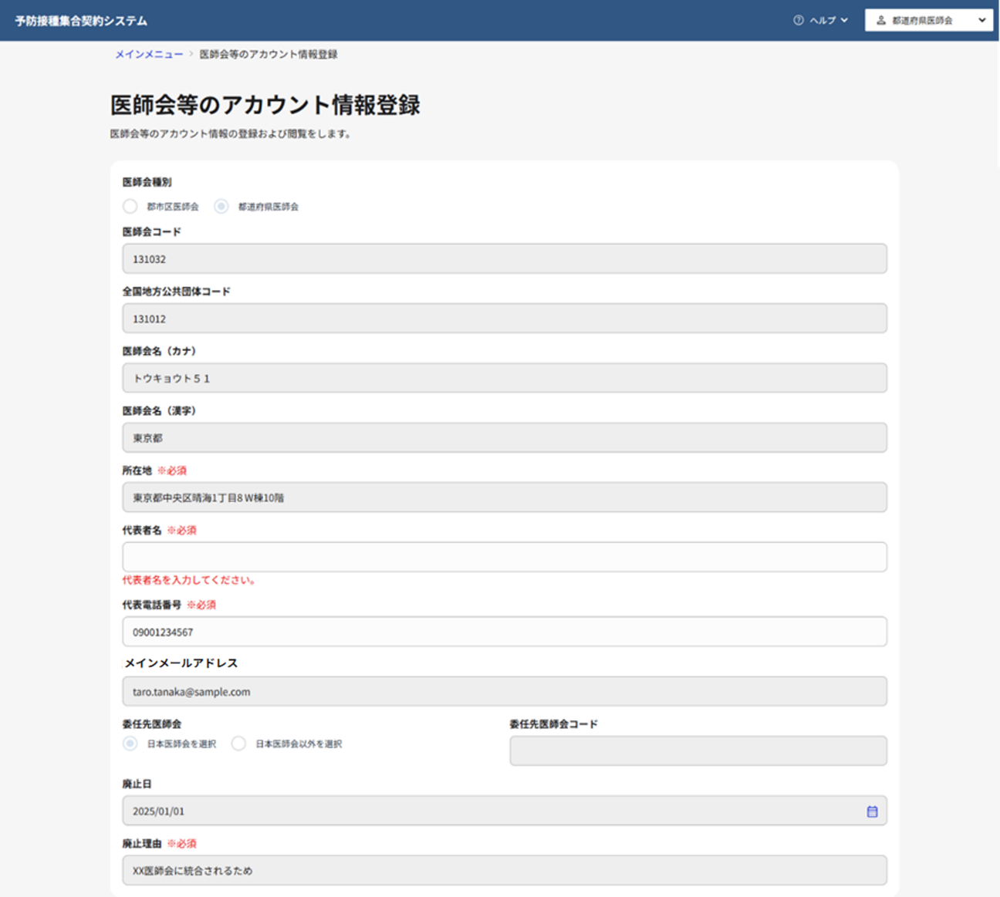 予防接種集合契約システム
ヘルプ
都道府県医師会
メインメニュー > 医師会等のアカウント情報登録
医師会等のアカウント情報登録
医師会等のアカウント情報の登録および閲覧をします。
医師会種別
郡市区医師会 都道府県医師会
医師会コード
131032
全国地方公共団体コード
131012
医師会名（カナ）
トウキョウト５１
医師会名（漢字）
東京都
所在地 ※必須
東京都中央区晴海1丁目8 W棟10階
代表者名 ※必須
代表者名を入力してください。
代表電話番号 ※必須
09001234567
メインメールアドレス
taro.tanaka@sample.com
委任先医師会
日本医師会を選択 日本医師会以外を選択
委任先医師会コード
廃止日
2025/01/01
廃止理由 ※必須
XX医師会に統合されるため